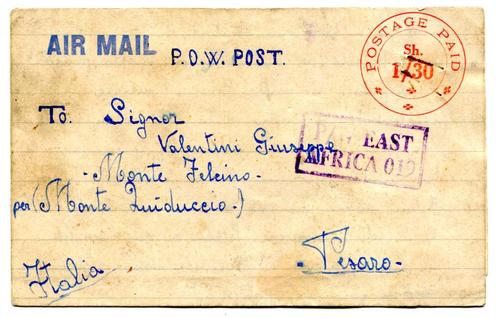 AIR MAIL
P.O.W. POST.
POSTAGE PAID
Sh.
1/30
To: Signor
Valentini Giuseppe
EAST
AFRICA 01
- Monte Felcino -
per (Monte Luiduccio.)
- Pesaro -
Italia